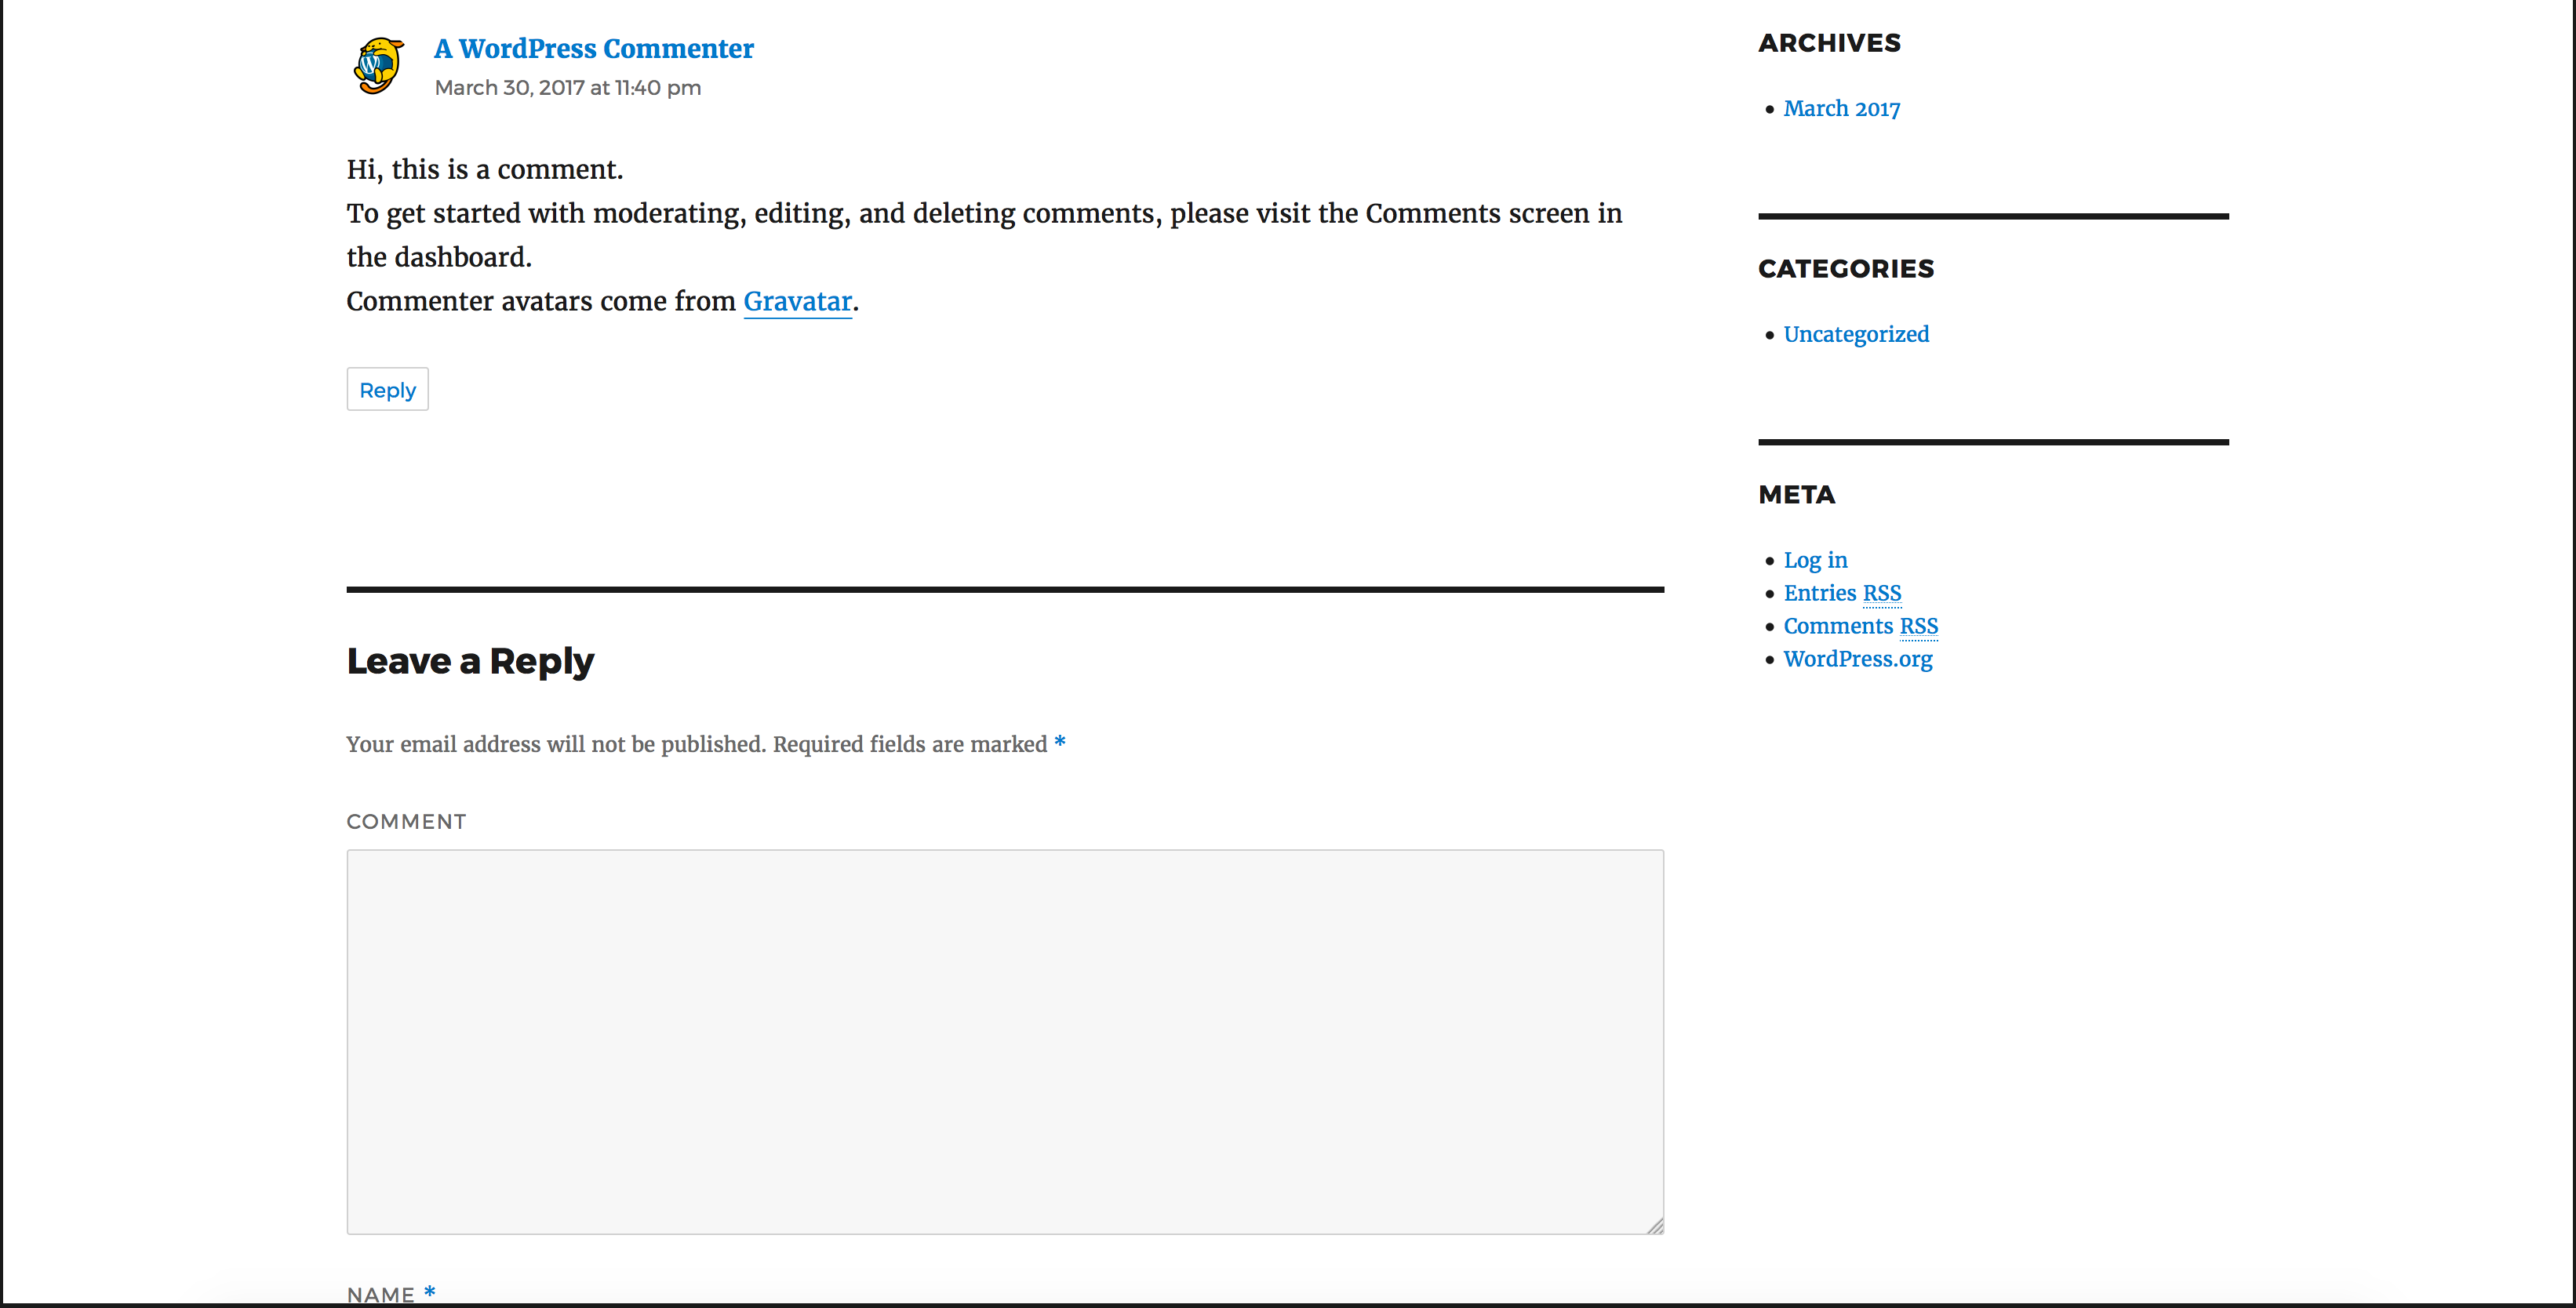 A WordPress Commenter
March 30, 2017 at 11:40 pm
Hi, this is a comment.
To get started with moderating, editing, and deleting comments, please visit the Comments screen in
the dashboard.
Commenter avatars come from Gravatar.
Reply
Leave a Reply
Your email address will not be published. Required fields are marked *
COMMENT
NAME *
ARCHIVES
March 2017
CATEGORIES
Uncategorized
META
Log in
Entries RSS
Comments RSS
WordPress.org